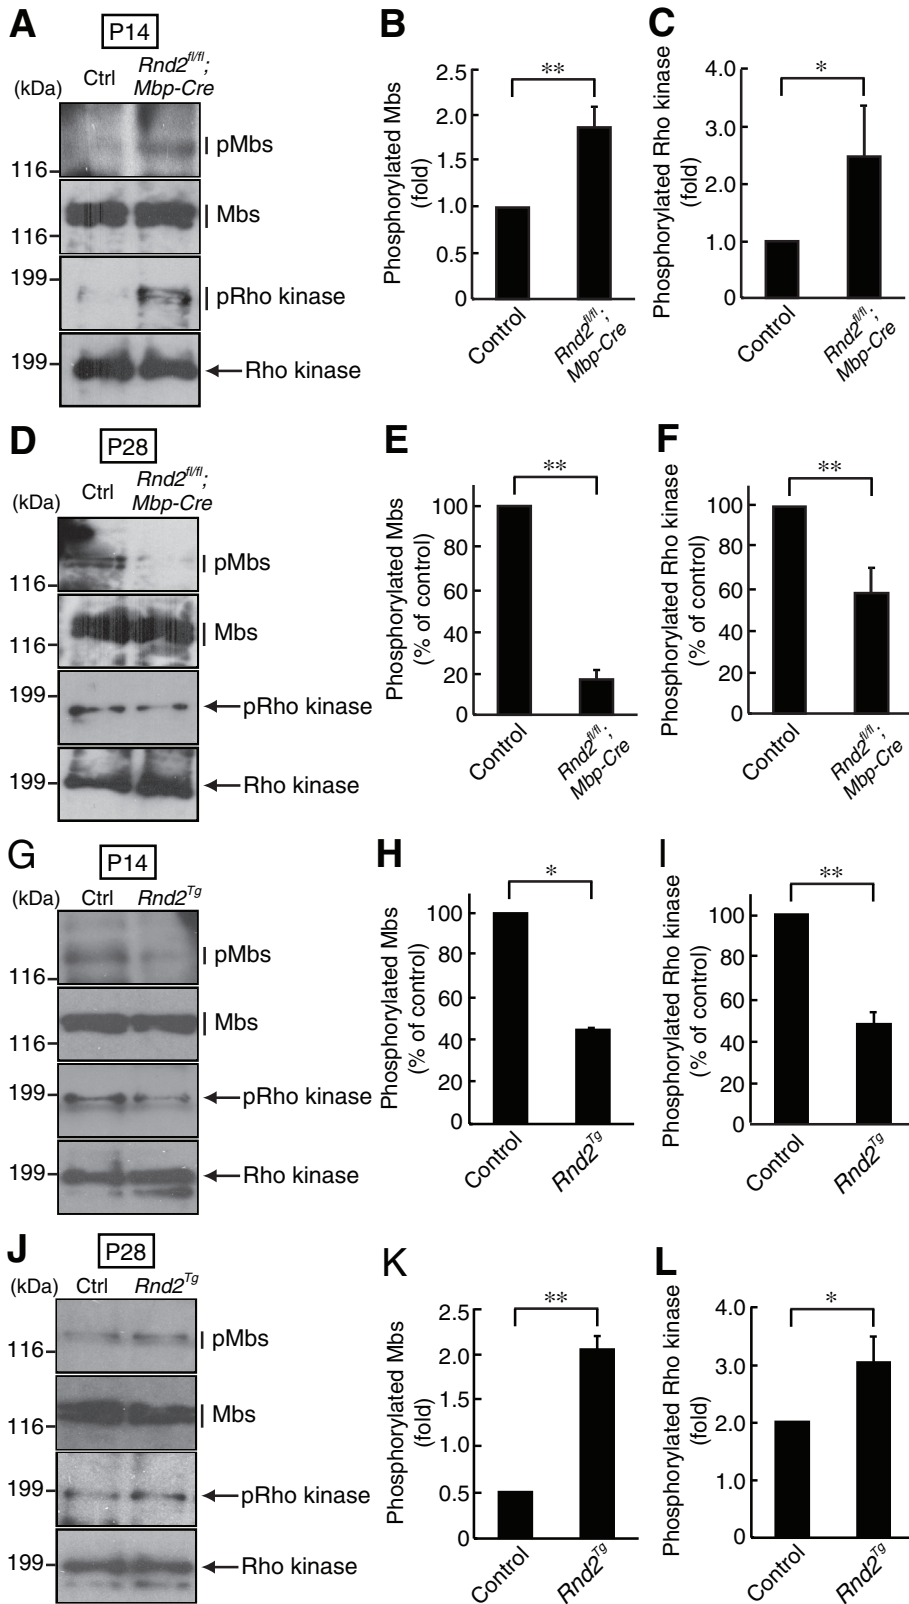 A
P14
(kDa) Ctrl Rnd2fl/fl; Mbp-Cre
pMbs
116
Mbs
116
199
pRho kinase
199
Rho kinase
B
Phosphorylated Mbs
(fold)
2.5
2.0
1.5
1.0
0.5
0
**
Control
Rnd2fl/fl;
Mbp-Cre
C
Phosphorylated Rho kinase
(fold)
4.0
3.0
2.0
1.0
0
*
Control
Rnd2fl/fl;
Mbp-Cre
D
P28
(kDa) Ctrl Rnd2fl/fl; Mbp-Cre
pMbs
116
Mbs
116
199
pRho kinase
199
Rho kinase
E
Phosphorylated Mbs
(% of control)
100
80
60
40
20
0
**
Control
Rnd2fl/fl;
Mbp-Cre
F
Phosphorylated Rho kinase
(% of control)
100
80
60
40
20
0
**
Control
Rnd2fl/fl;
Mbp-Cre
G
P14
(kDa) Ctrl Rnd2Tg
pMbs
116
Mbs
116
199
pRho kinase
199
Rho kinase
H
Phosphorylated Mbs
(% of control)
100
80
60
40
20
0
*
Control
Rnd2Tg
I
Phosphorylated Rho kinase
(% of control)
100
80
60
40
20
0
**
Control
Rnd2Tg
J
P28
(kDa) Ctrl Rnd2Tg
pMbs
116
Mbs
116
199
pRho kinase
199
Rho kinase
K
Phosphorylated Mbs
(fold)
2.5
2.0
1.5
1.0
0.5
0
**
Control
Rnd2Tg
L
Phosphorylated Rho kinase
(fold)
4.0
3.0
2.0
1.0
0
*
Control
Rnd2Tg